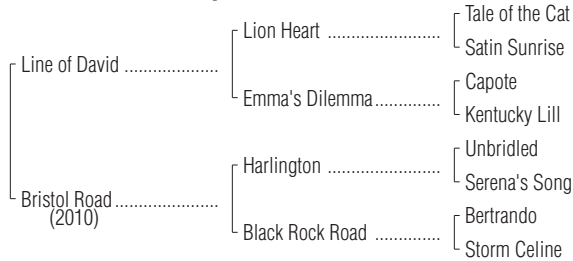 Tale of the Cat
Lion Heart ...................
Satin Sunrise
Line of David ....................
Capote
Emma's Dilemma..............
Kentucky Lill
Unbridled
Harlington .....................
Serena's Song
Bristol Road......................
(2010)
Bertrando
Black Rock Road ..............
Storm Celine